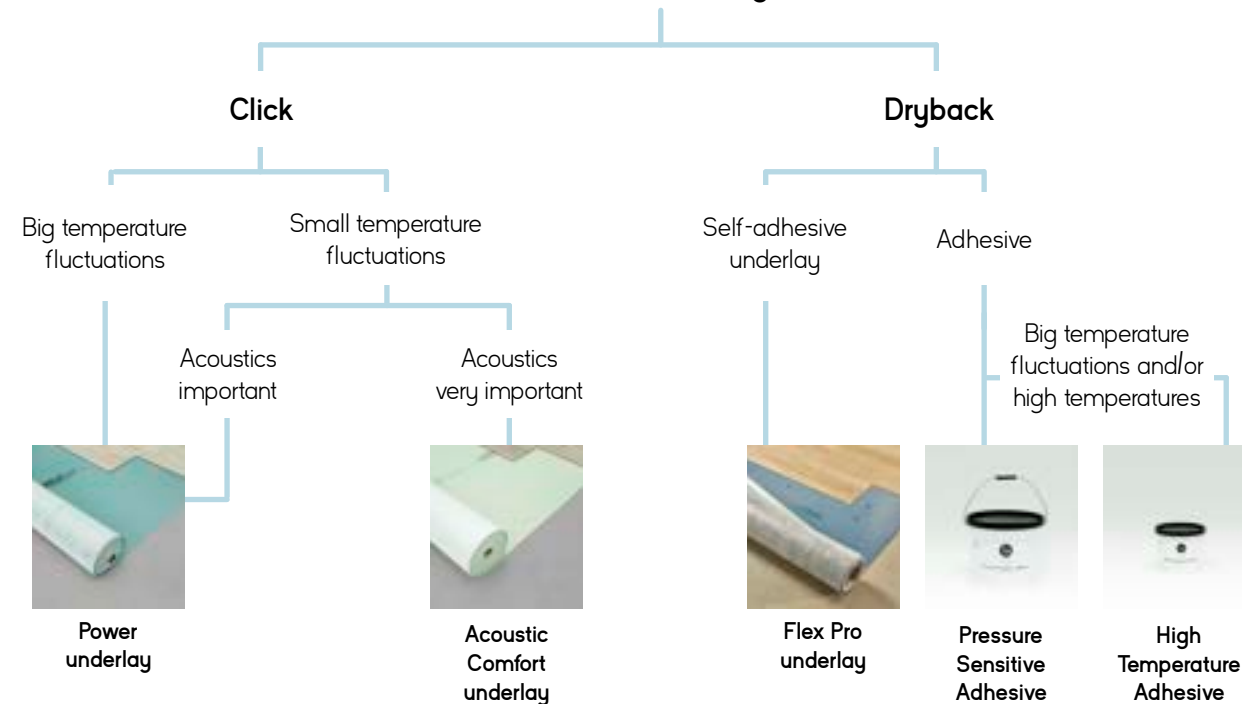 Click
Dryback
Big temperature
fluctuations
Small temperature
fluctuations
Self-adhesive
underlay
Adhesive
Acoustics
important
Acoustics
very important
Big temperature
fluctuations and/or
high temperatures
Power
underlay
Acoustic
Comfort
underlay
Flex Pro
underlay
Pressure
Sensitive
Adhesive
High
Temperature
Adhesive